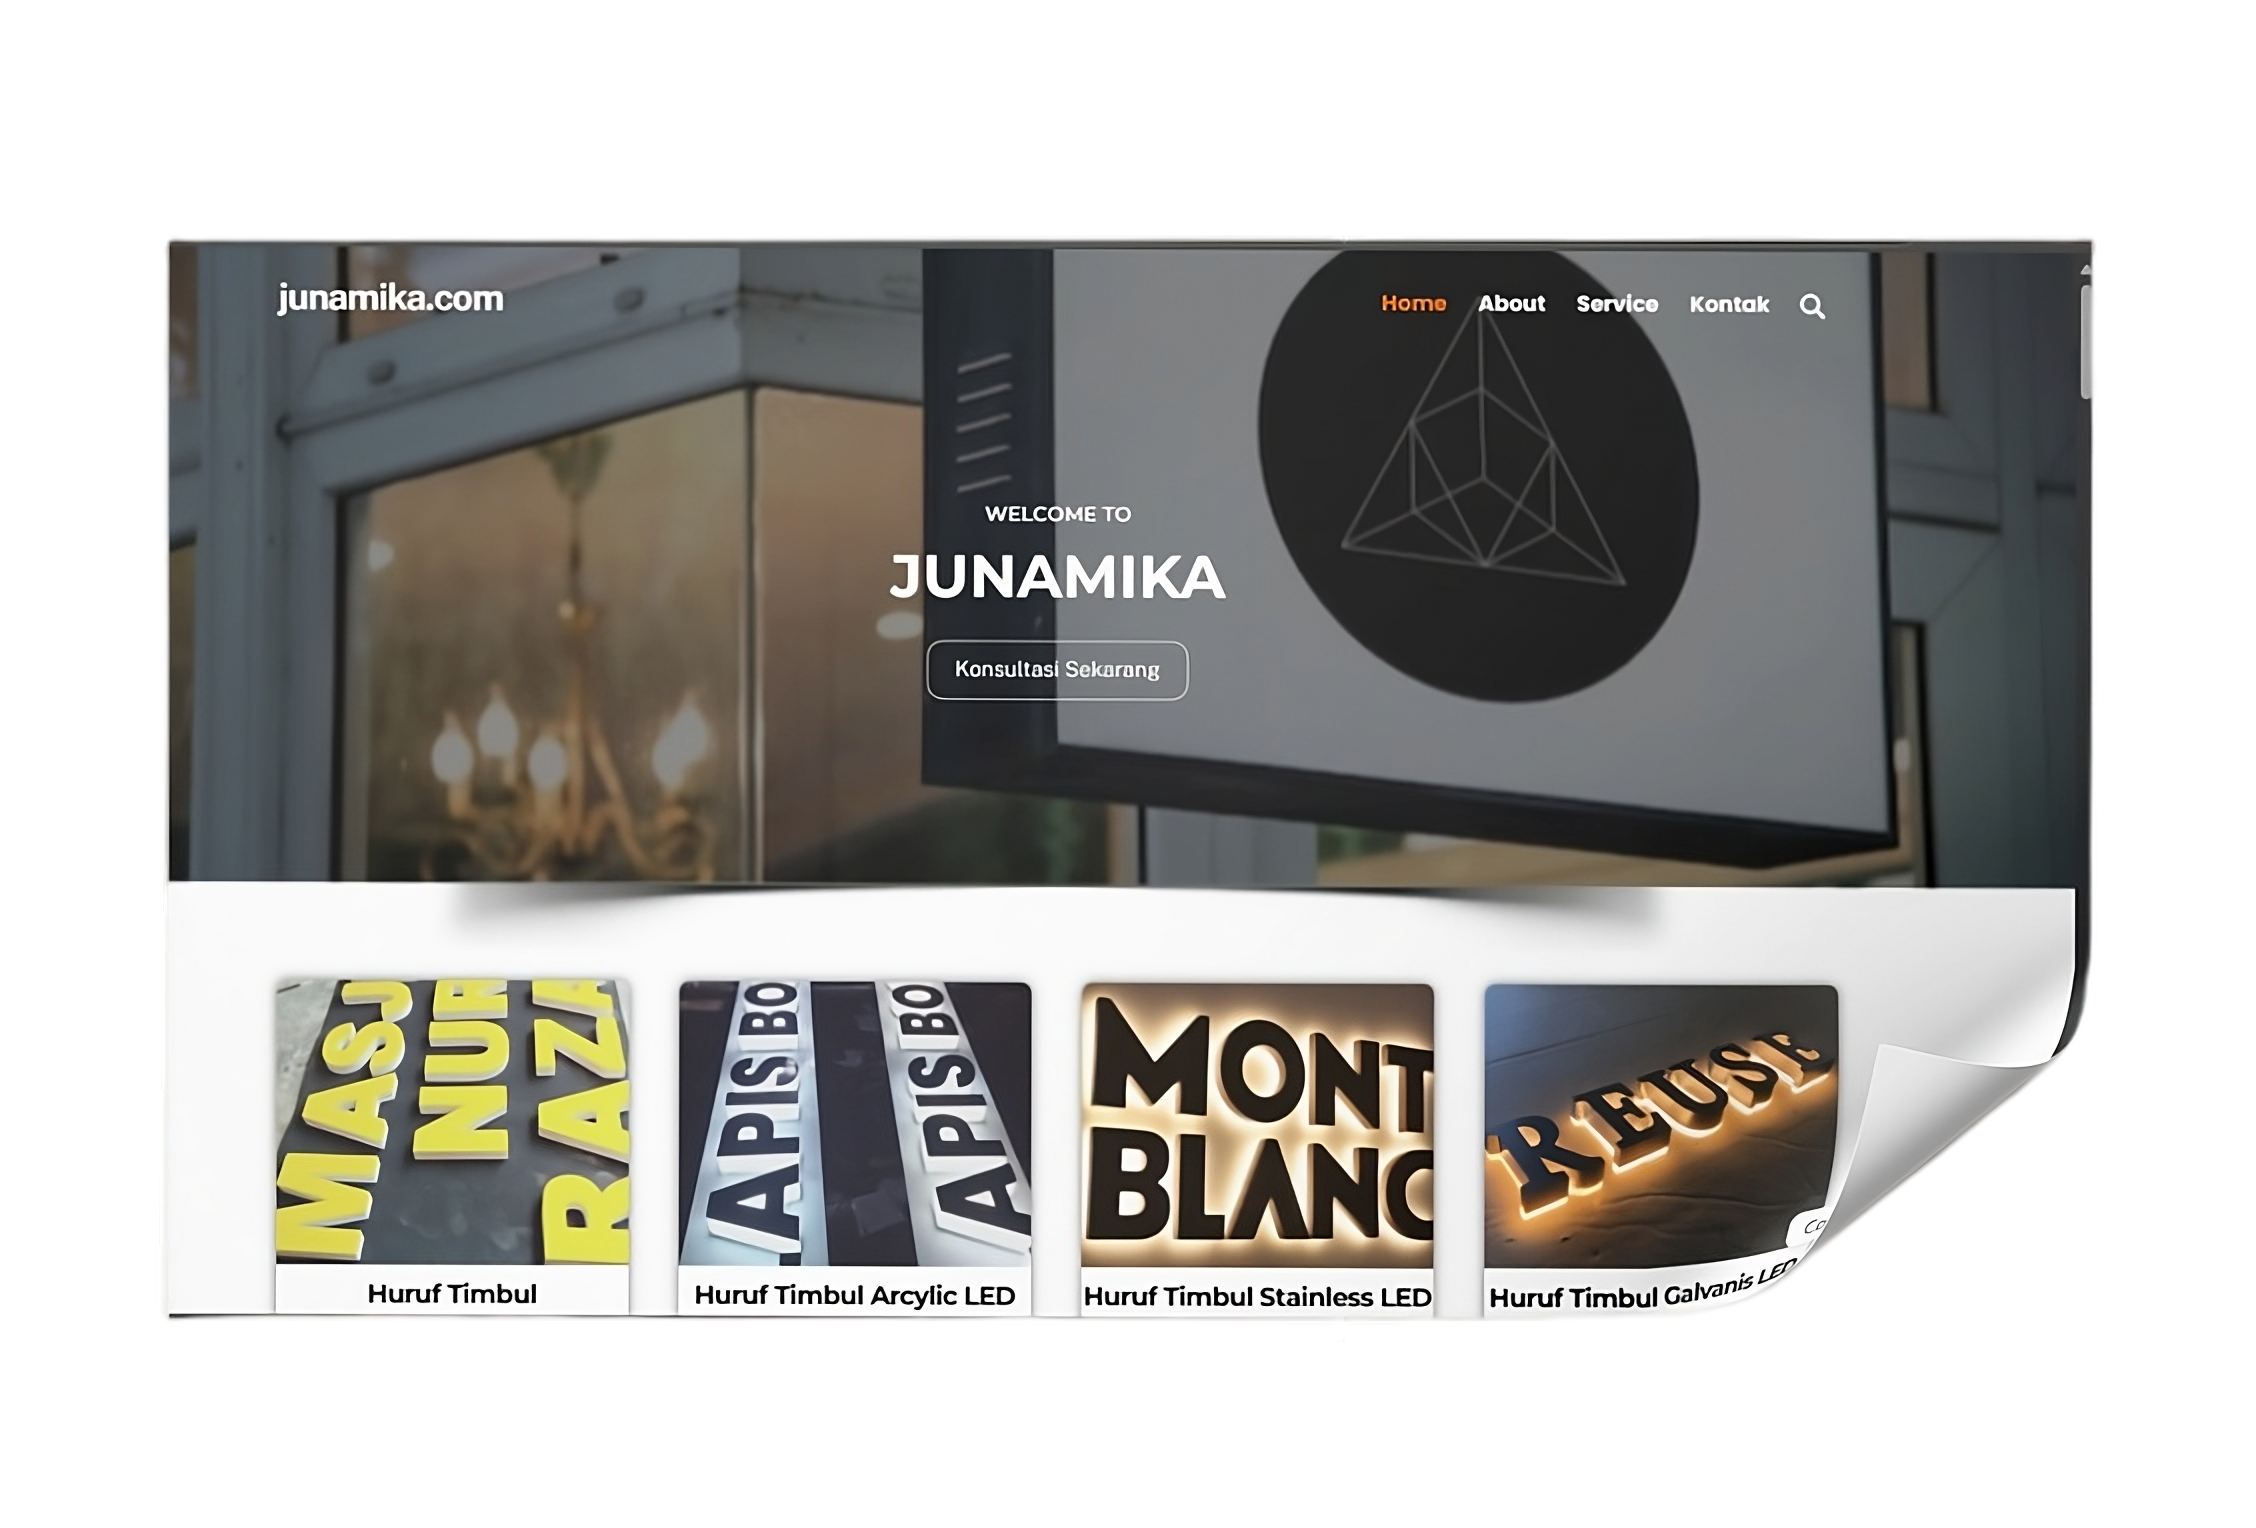 junamika.com
Home About Service Kontak
WELCOME TO
JUNAMIKA
Konsultasi Sekarang
MASJ
NUR
RAZA
APIS BO
APIS BO
MONT
BLANC
REUSE
Huruf Timbul
Huruf Timbul Arcylic LED
Huruf Timbul Stainless LED
Huruf Timbul Galvanis LED